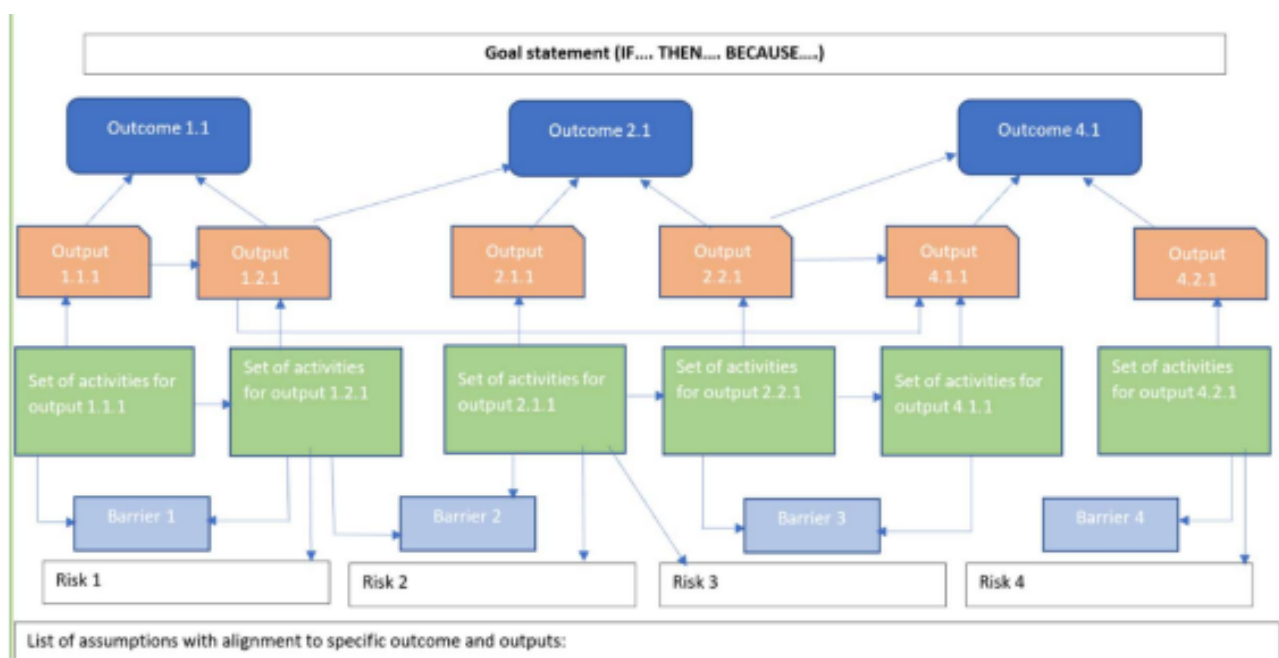 Goal statement (IF.... THEN.... BECAUSE....)
Outcome 1.1
Outcome 2.1
Outcome 4.1
Output
1.1.1
Output
1.2.1
Output
2.1.1
Output
2.2.1
Output
4.1.1
Output
4.2.1
Set of activities for
output 1.1.1
Set of activities
for output 1.2.1
Set of activities for
output 2.1.1
Set of activities
for output 2.2.1
Set of activities for
output 4.1.1
Set of activities
for output 4.2.1
Barrier 1
Barrier 2
Barrier 3
Barrier 4
Risk 1
Risk 2
Risk 3
Risk 4
List of assumptions with alignment to specific outcome and outputs: